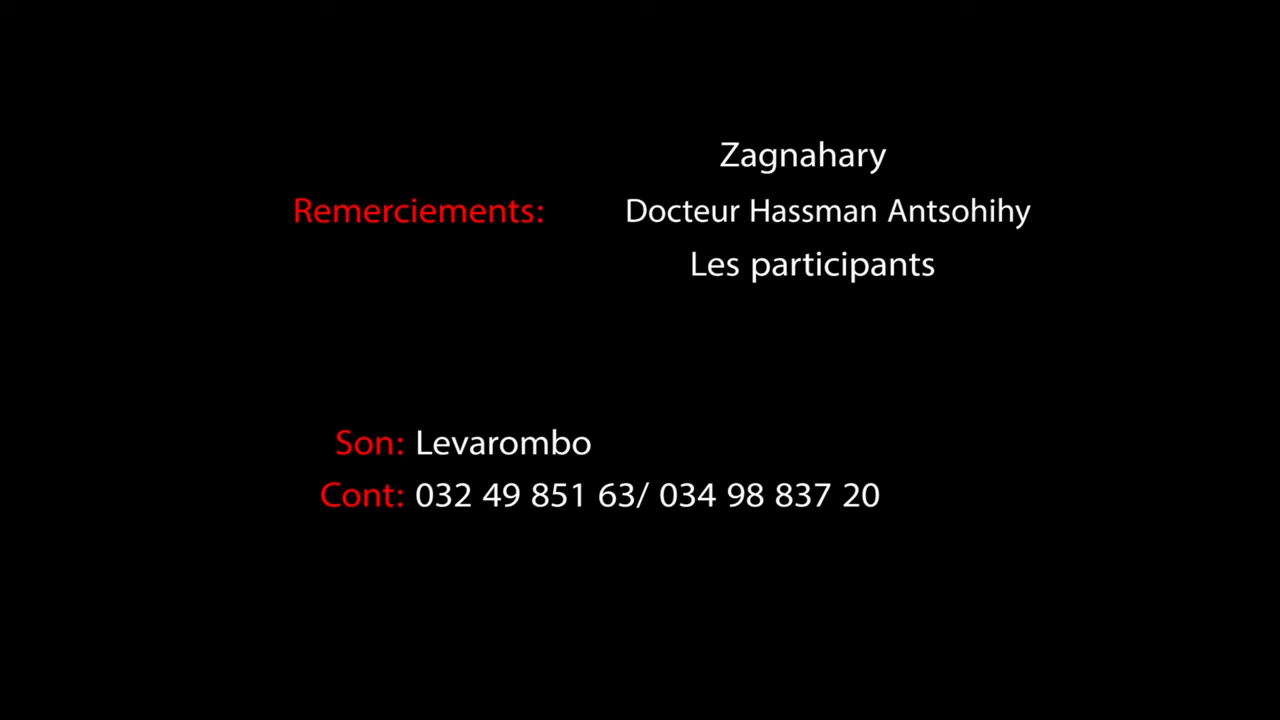 Zagnahary
Remerciements: Docteur Hassman Antsohihy
Les participants
Son: Levarombo
Cont: 032 49 851 63/ 034 98 837 20